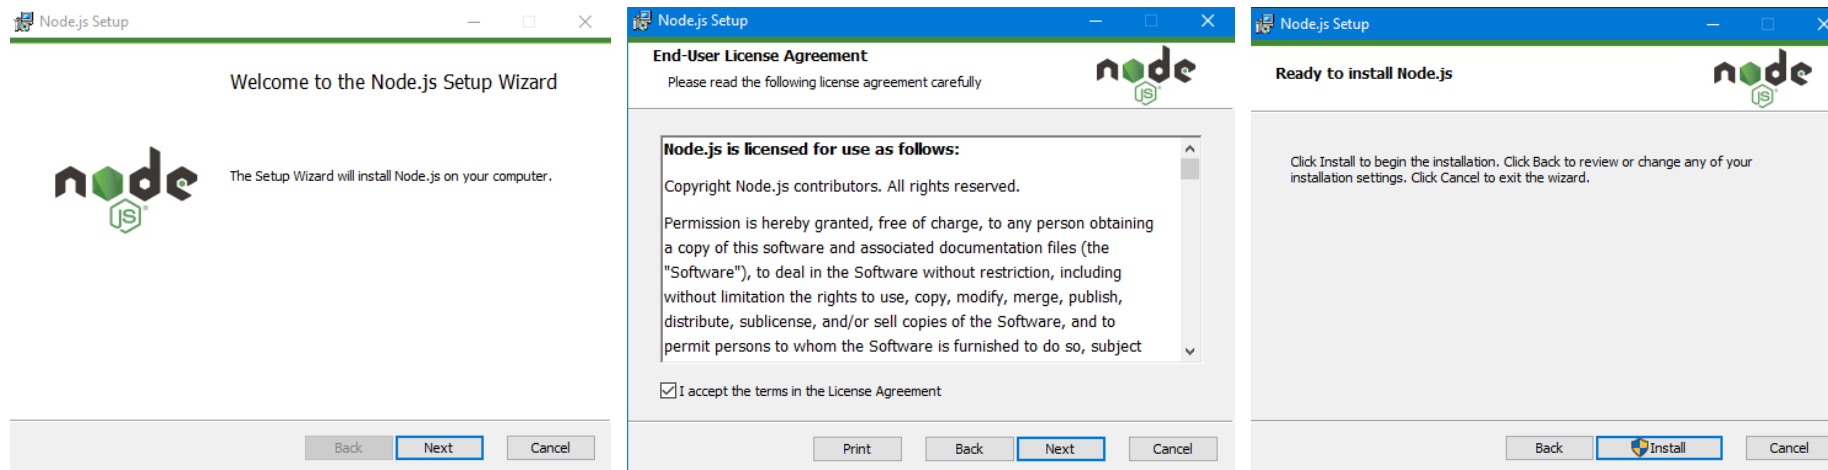 Node.js Setup
Welcome to the Node.js Setup Wizard
node
JS
The Setup Wizard will install Node.js on your computer.
Back
Next
Cancel
Node.js Setup
End-User License Agreement
Please read the following license agreement carefully
node
JS
Node.js is licensed for use as follows:
Copyright Node.js contributors. All rights reserved.
Permission is hereby granted, free of charge, to any person obtaining
a copy of this software and associated documentation files (the
"Software"), to deal in the Software without restriction, including
without limitation the rights to use, copy, modify, merge, publish,
distribute, sublicense, and/or sell copies of the Software, and to
permit persons to whom the Software is furnished to do so, subject
I accept the terms in the License Agreement
Print
Back
Next
Cancel
Node.js Setup
Ready to install Node.js
node
JS
Click Install to begin the installation. Click Back to review or change any of your
installation settings. Click Cancel to exit the wizard.
Back
Install
Cancel